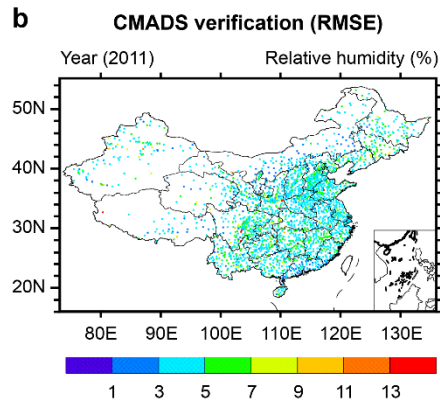 b CMADS verification (RMSE)
Year (2011) Relative humidity (%)
50N
40N
30N
20N
80E 90E 100E 110E 120E 130E
1 3 5 7 9 11 13